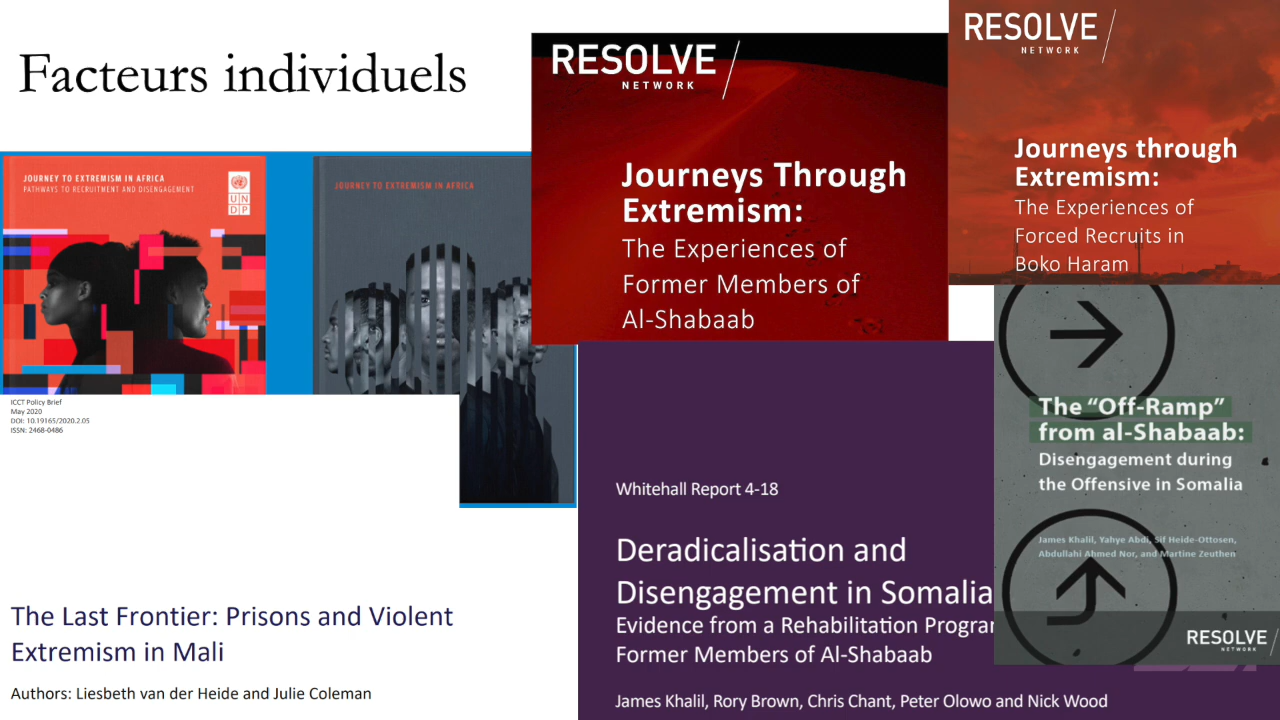 Facteurs individuels
JOURNEY TO EXTREMISM IN AFRICA
PATHWAYS TO RECRUITMENT AND DISENGAGEMENT
U N
D P
JOURNEY TO EXTREMISM IN AFRICA
ICCT Policy Brief
May 2020
DOI: 10.19165/2020.2.05
ISSN: 2468-0486
The Last Frontier: Prisons and Violent
Extremism in Mali
Authors: Liesbeth van der Heide and Julie Coleman
RESOLVE
NETWORK
Journeys Through
Extremism:
The Experiences of
Former Members of
Al-Shabaab
RESOLVE
NETWORK
Journeys through
Extremism:
The Experiences of
Forced Recruits in
Boko Haram
Whitehall Report 4-18
Deradicalisation and
Disengagement in Somalia
Evidence from a Rehabilitation
Former Members of Al-Shabaab
James Khalil, Rory Brown, Chris Chant, Peter Olowo and Nick Wood
The “Off-Ramp”
from al-Shabaab:
Disengagement during
the Offensive in Somalia
James Khalil, Yahye Abdi, Sif Heide-Ottosen,
Abdullahi Ahmed Nor, and Martine Zeuthen
RESOLVE
NETWORK